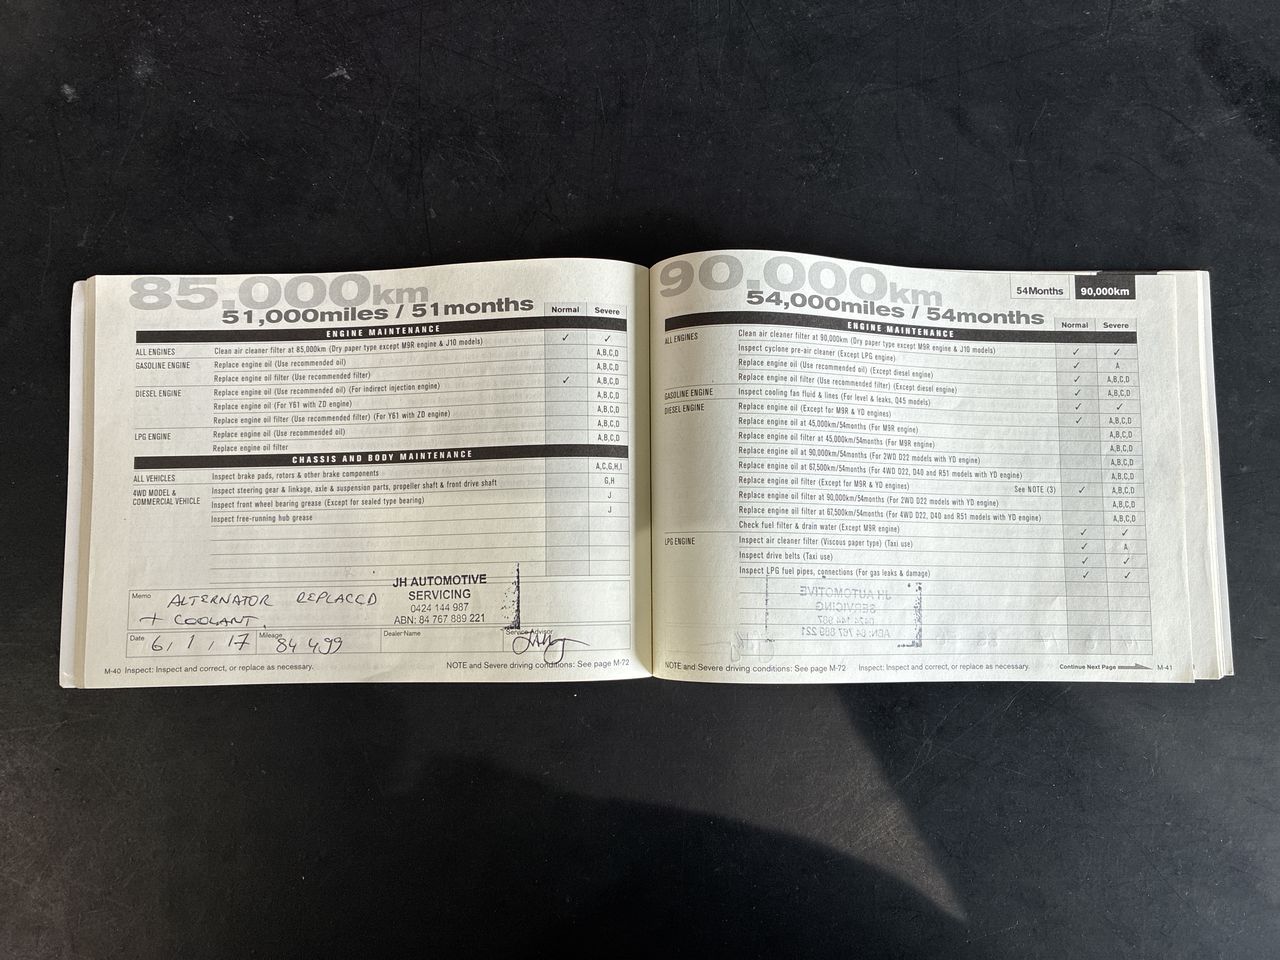 85,000km
51,000miles / 51months
Normal Severe
ENGINE MAINTENANCE
ALL ENGINES Clean air cleaner filter at 85,000km (Dry paper type except M9R engine & J10 models) ✓ ✓
GASOLINE ENGINE Replace engine oil (Use recommended oil) A,B,C,D
Replace engine oil filter (Use recommended filter) A,B,C,D
DIESEL ENGINE Replace engine oil (Use recommended oil) (For indirect injection engine) ✓ A,B,C,D
Replace engine oil (For Y61 with ZD engine) A,B,C,D
Replace engine oil filter (Use recommended filter) (For Y61 with ZD engine) A,B,C,D
LPG ENGINE Replace engine oil (Use recommended oil) A,B,C,D
Replace engine oil filter A,B,C,D
CHASSIS AND BODY MAINTENANCE
ALL VEHICLES Inspect brake pads, rotors & other brake components A,C,G,H,I
4WD MODEL & Inspect steering gear & linkage, axle & suspension parts, propeller shaft & front drive shaft G,H
COMMERCIAL VEHICLE Inspect front wheel bearing grease (Except for sealed type bearing) J
Inspect free-running hub grease J
Memo ALTERNATOR REPLACED
+ COOLANT.
JH AUTOMOTIVE
SERVICING
0424 144 987
ABN: 84 767 889 221
Date 6, 1, 17 Mileage 84499 Dealer Name Service Advisor
M-40 Inspect: Inspect and correct, or replace as necessary. NOTE and Severe driving conditions: See page M-72
90,000km
54,000miles / 54months
54Months 90,000km
Normal Severe
ENGINE MAINTENANCE
ALL ENGINES Clean air cleaner filter at 90,000km (Dry paper type except M9R engine & J10 models) ✓ ✓
Inspect cyclone pre-air cleaner (Except LPG engine) ✓ A
Replace engine oil (Use recommended oil) (Except diesel engine) ✓ A,B,C,D
Replace engine oil filter (Use recommended filter) (Except diesel engine) ✓ A,B,C,D
GASOLINE ENGINE Inspect cooling fan fluid & lines (For level & leaks, Q45 models) ✓ ✓
DIESEL ENGINE Replace engine oil (Except for M9R & YD engines) ✓ A,B,C,D
Replace engine oil at 45,000km/54months (For M9R engine) A,B,C,D
Replace engine oil filter at 45,000km/54months (For M9R engine) A,B,C,D
Replace engine oil at 90,000km/54months (For 2WD D22 models with YD engine) A,B,C,D
Replace engine oil at 67,500km/54months (For 4WD D22, D40 and R51 models with YD engine) A,B,C,D
Replace engine oil filter (Except for M9R & YD engines) See NOTE (3) ✓ A,B,C,D
Replace engine oil filter at 90,000km/54months (For 2WD D22 models with YD engine) A,B,C,D
Replace engine oil filter at 67,500km/54months (For 4WD D22, D40 and R51 models with YD engine) A,B,C,D
Check fuel filter & drain water (Except M9R engine) ✓ ✓
LPG ENGINE Inspect air cleaner filter (Viscous paper type) (Taxi use) ✓ A
Inspect drive belts (Taxi use) ✓ ✓
Inspect LPG fuel pipes, connections (For gas leaks & damage) ✓ ✓
NOTE and Severe driving conditions: See page M-72 Inspect: Inspect and correct, or replace as necessary. Continue Next Page M-41